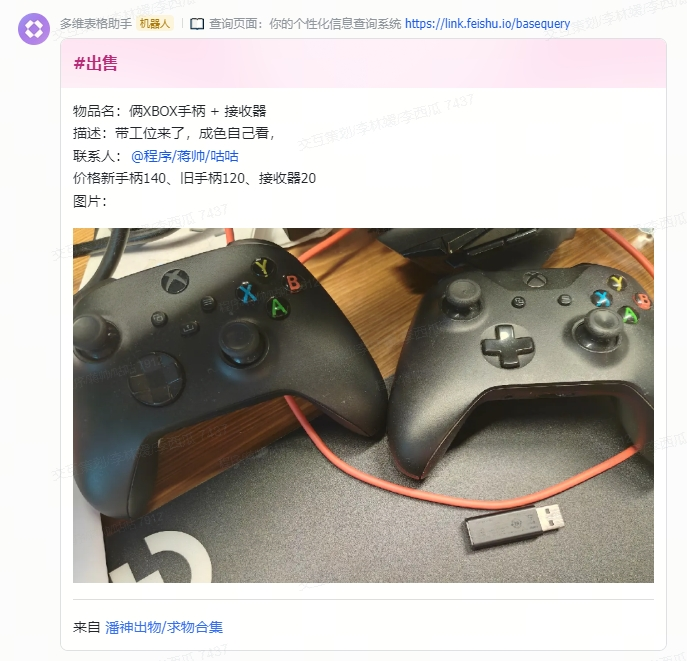 多维表格助手 机器人 | 查询页面：你的个性化信息查询系统 https://link.feishu.io/basequery
#出售
物品名：俩XBOX手柄 + 接收器
描述：带工位来了，成色自己看，
联系人： @程序/蒋帅/咕咕
价格新手柄140、旧手柄120、接收器20
图片：
Y
X B
A
Y
X B
A
来自 潘神出物/求物合集